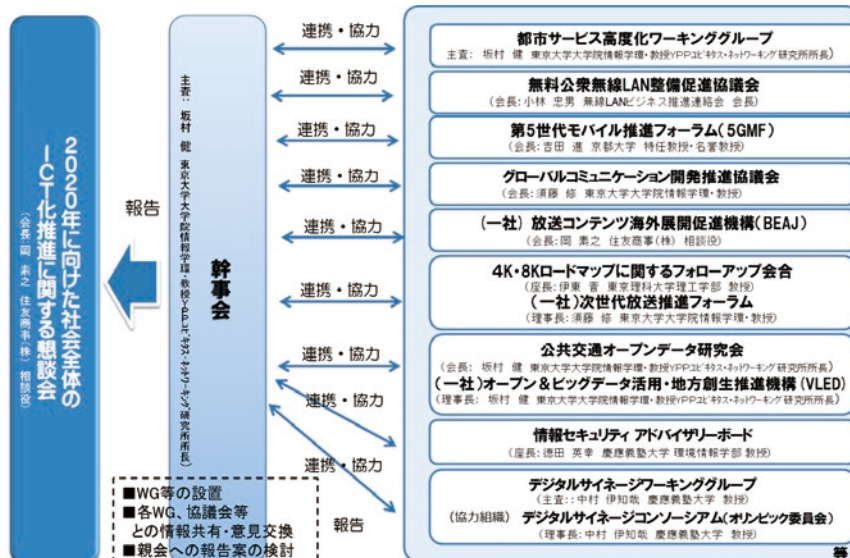 2020年に向けた社会全体の
ICT化推進に関する懇談会
(会長:岡 素之 住友商事(株) 相談役)
報告
幹事会
主査: 坂村 健 東京大学大学院情報学環・教授YPPユビキタス・ネットワーキング研究所所長)
■WG等の設置
■各WG、協議会等
との情報共有・意見交換
■親会への報告案の検討
連携・協力
連携・協力
連携・協力
連携・協力
連携・協力
連携・協力
連携・協力
連携・協力
連携・協力
報告
都市サービス高度化ワーキンググループ
主査: 坂村 健 東京大学大学院情報学環・教授YPPユビキタス・ネットワーキング研究所所長)
無料公衆無線LAN整備促進協議会
(会長:小林 忠男 無線LANビジネス推進連絡会 会長)
第5世代モバイル推進フォーラム(5GMF)
(会長:吉田 進 京都大学 特任教授・名誉教授)
グローバルコミュニケーション開発推進協議会
(会長:須藤 修 東京大学大学院情報学環・教授)
(一社) 放送コンテンツ海外展開促進機構(BEAJ)
(会長:岡 素之 住友商事(株) 相談役)
4K・8Kロードマップに関するフォローアップ会合
(座長:伊東 晋 東京理科大学理工学部 教授)
(一社)次世代放送推進フォーラム
(理事長:須藤 修 東京大学大学院情報学環・教授)
公共交通オープンデータ研究会
(会長: 坂村 健 東京大学大学院情報学環・教授YPPユビキタス・ネットワーキング研究所所長)
(一社)オープン&ビッグデータ活用・地方創生推進機構(VLED)
(理事長: 坂村 健 東京大学大学院情報学環・教授YPPユビキタス・ネットワーキング研究所所長)
情報セキュリティ アドバイザリーボード
(座長:徳田 英幸 慶應義塾大学 環境情報学部 教授)
デジタルサイネージワーキンググループ
(主査::中村 伊知哉 慶應義塾大学 教授)
(協力組織) デジタルサイネージコンソーシアム(オリンピック委員会)
(理事長:中村 伊知哉 慶應義塾大学 教授)
等